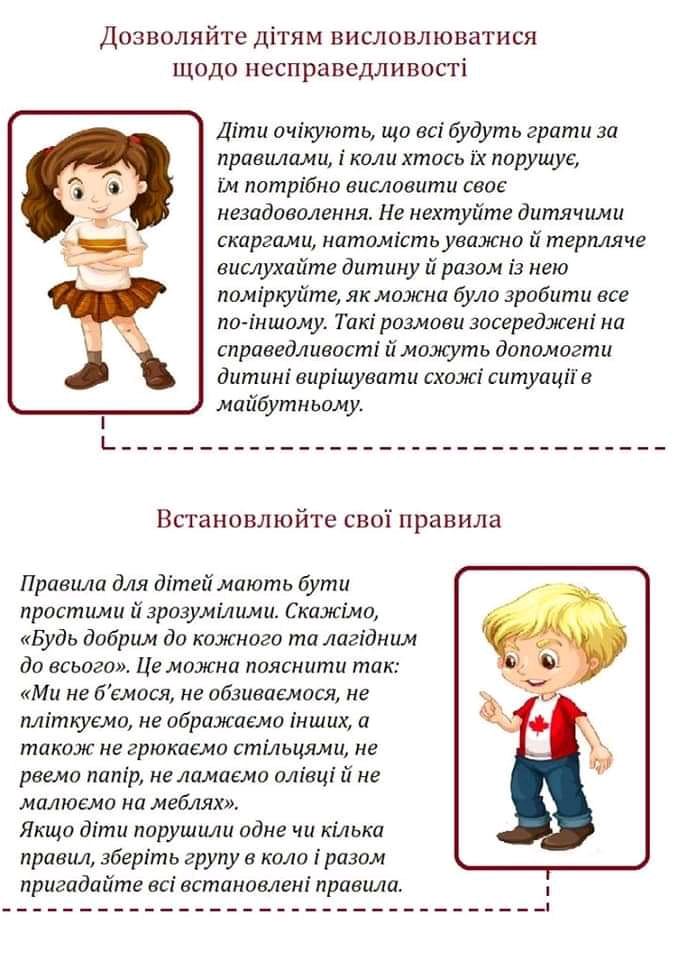 Дозволяйте дітям висловлюватися
щодо несправедливості
Діти очікують, що всі будуть грати за
правилами, і коли хтось їх порушує,
їм потрібно висловити своє
незадоволення. Не нехтуйте дитячими
скаргами, натомість уважно й терпляче
вислухайте дитину й разом із нею
поміркуйте, як можна було зробити все
по-іншому. Такі розмови зосереджені на
справедливості й можуть допомогти
дитині вирішувати схожі ситуації в
майбутньому.
Встановлюйте свої правила
Правила для дітей мають бути
простими й зрозумілими. Скажімо,
«Будь добрим до кожного та лагідним
до всього». Це можна пояснити так:
«Ми не б’ємося, не обзиваємося, не
пліткуємо, не ображаємо інших, а
також не грюкаємо стільцями, не
рвемо папір, не ламаємо олівці й не
малюємо на меблях».
Якщо діти порушили одне чи кілька
правил, зберіть групу в коло і разом
пригадайте всі встановлені правила.